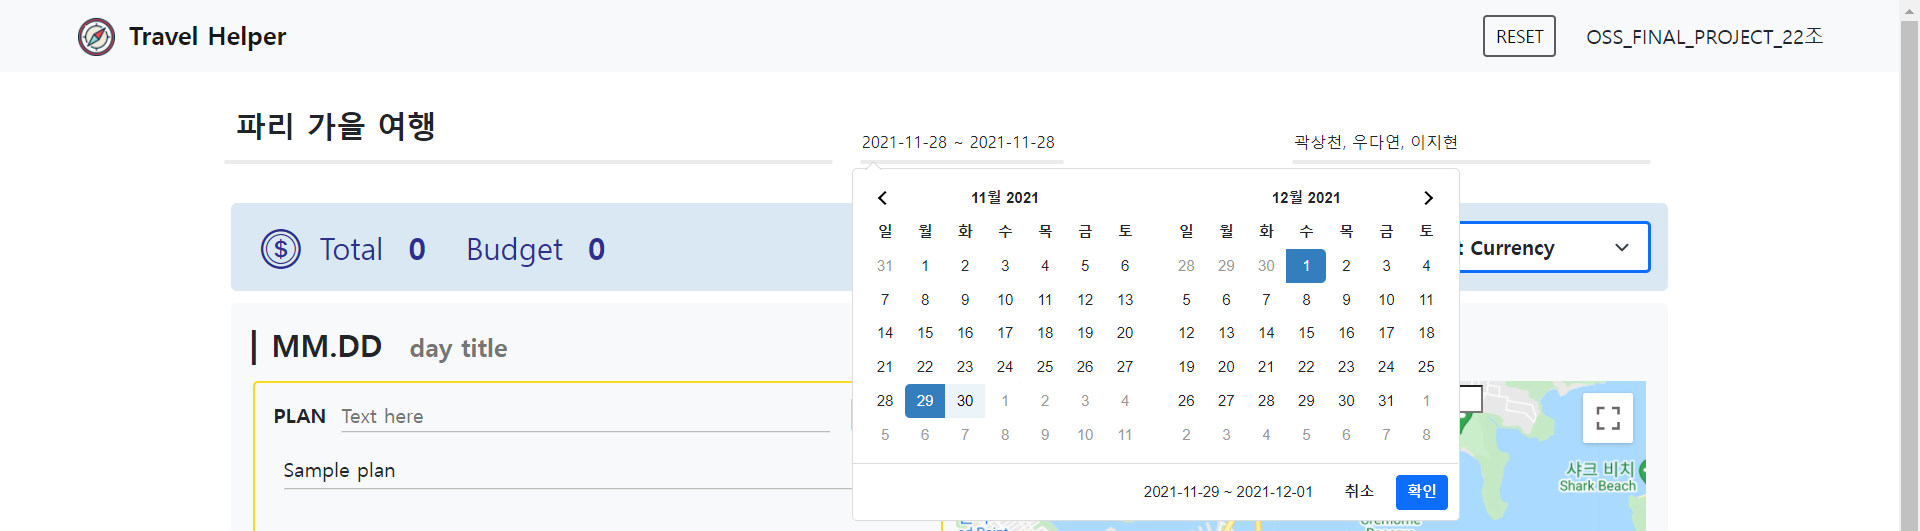 Travel Helper
RESET
OSS_FINAL_PROJECT_22조
파리 가을 여행
2021-11-28 ~ 2021-11-28
곽상천, 우다연, 이지현
Total 0 Budget 0
Currency
11월 2021
일 월 화 수 목 금 토
31 1 2 3 4 5 6
7 8 9 10 11 12 13
14 15 16 17 18 19 20
21 22 23 24 25 26 27
28 29 30 1 2 3 4
5 6 7 8 9 10 11
12월 2021
일 월 화 수 목 금 토
28 29 30 1 2 3 4
5 6 7 8 9 10 11
12 13 14 15 16 17 18
19 20 21 22 23 24 25
26 27 28 29 30 31 1
2 3 4 5 6 7 8
2021-11-29 ~ 2021-12-01
취소
확인
MM.DD day title
PLAN Text here
Sample plan
샤크 비치
Shark Beach